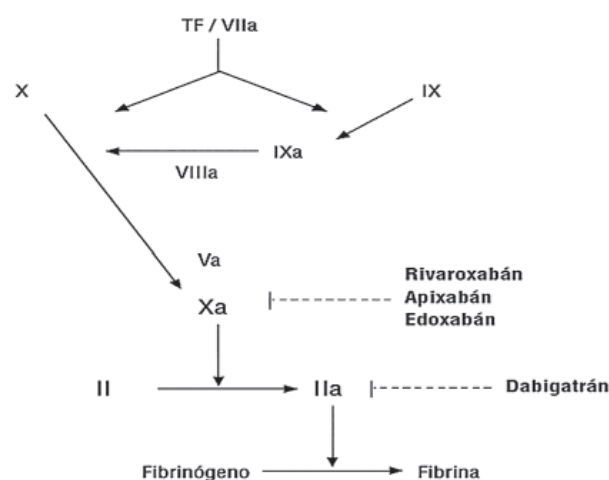 TF / VIIa
X
IX
IXa
VIIIa
Va
Rivaroxabán
Apixabán
Edoxabán
Xa
II
IIa
Dabigatrán
Fibrinógeno
Fibrina